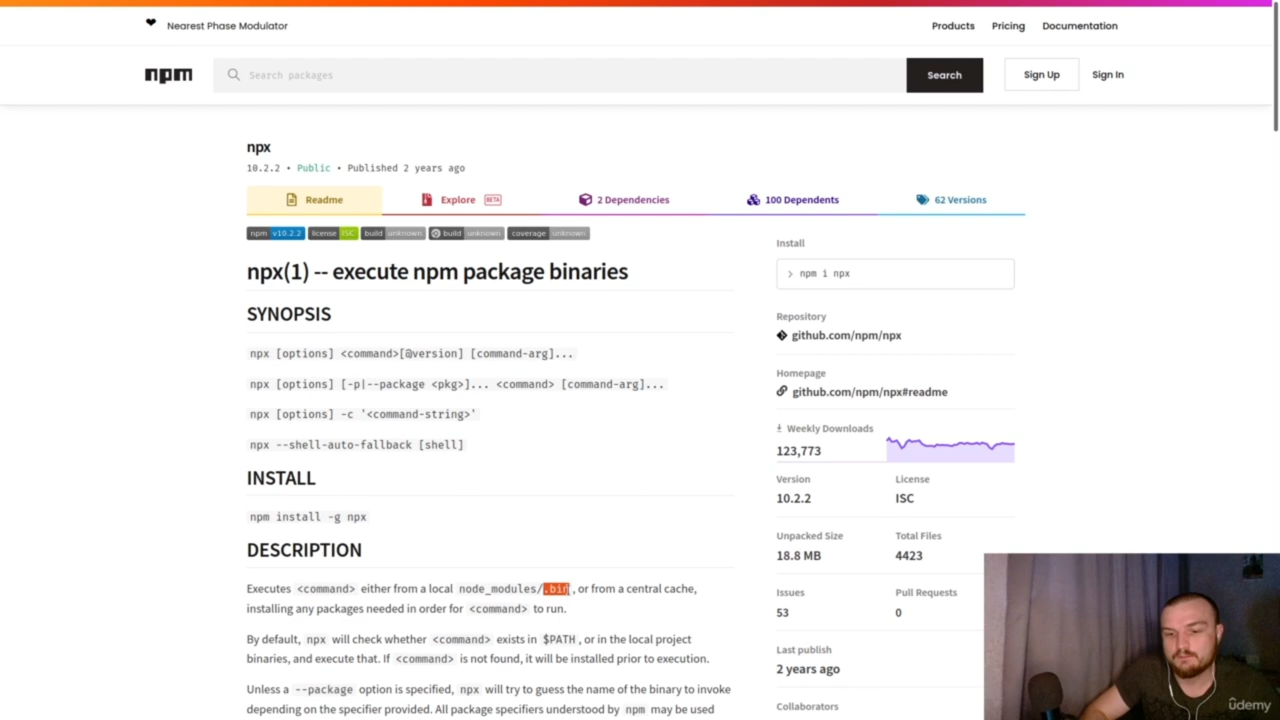 ❤ Nearest Phase Modulator
Products
Pricing
Documentation
npm
Search packages
Search
Sign Up
Sign In
npx
10.2.2 • Public • Published 2 years ago
Readme
Explore BETA
2 Dependencies
100 Dependents
62 Versions
npm v10.2.2 license ISC build unknown build unknown coverage unknown
npx(1) -- execute npm package binaries
SYNOPSIS
npx [options] <command>[@version] [command-arg]...
npx [options] [-p|--package <pkg>]... <command> [command-arg]...
npx [options] -c '<command-string>'
npx --shell-auto-fallback [shell]
INSTALL
npm install -g npx
DESCRIPTION
Executes <command> either from a local node_modules/.bin, or from a central cache,
installing any packages needed in order for <command> to run.
By default, npx will check whether <command> exists in $PATH, or in the local project
binaries, and execute that. If <command> is not found, it will be installed prior to execution.
Unless a --package option is specified, npx will try to guess the name of the binary to invoke
depending on the specifier provided. All package specifiers understood by npm may be used
Install
> npm i npx
Repository
github.com/npm/npx
Homepage
github.com/npm/npx#readme
Weekly Downloads
123,773
Version
License
10.2.2
ISC
Unpacked Size
Total Files
18.8 MB
4423
Issues
Pull Requests
53
0
Last publish
2 years ago
Collaborators
ûdemy